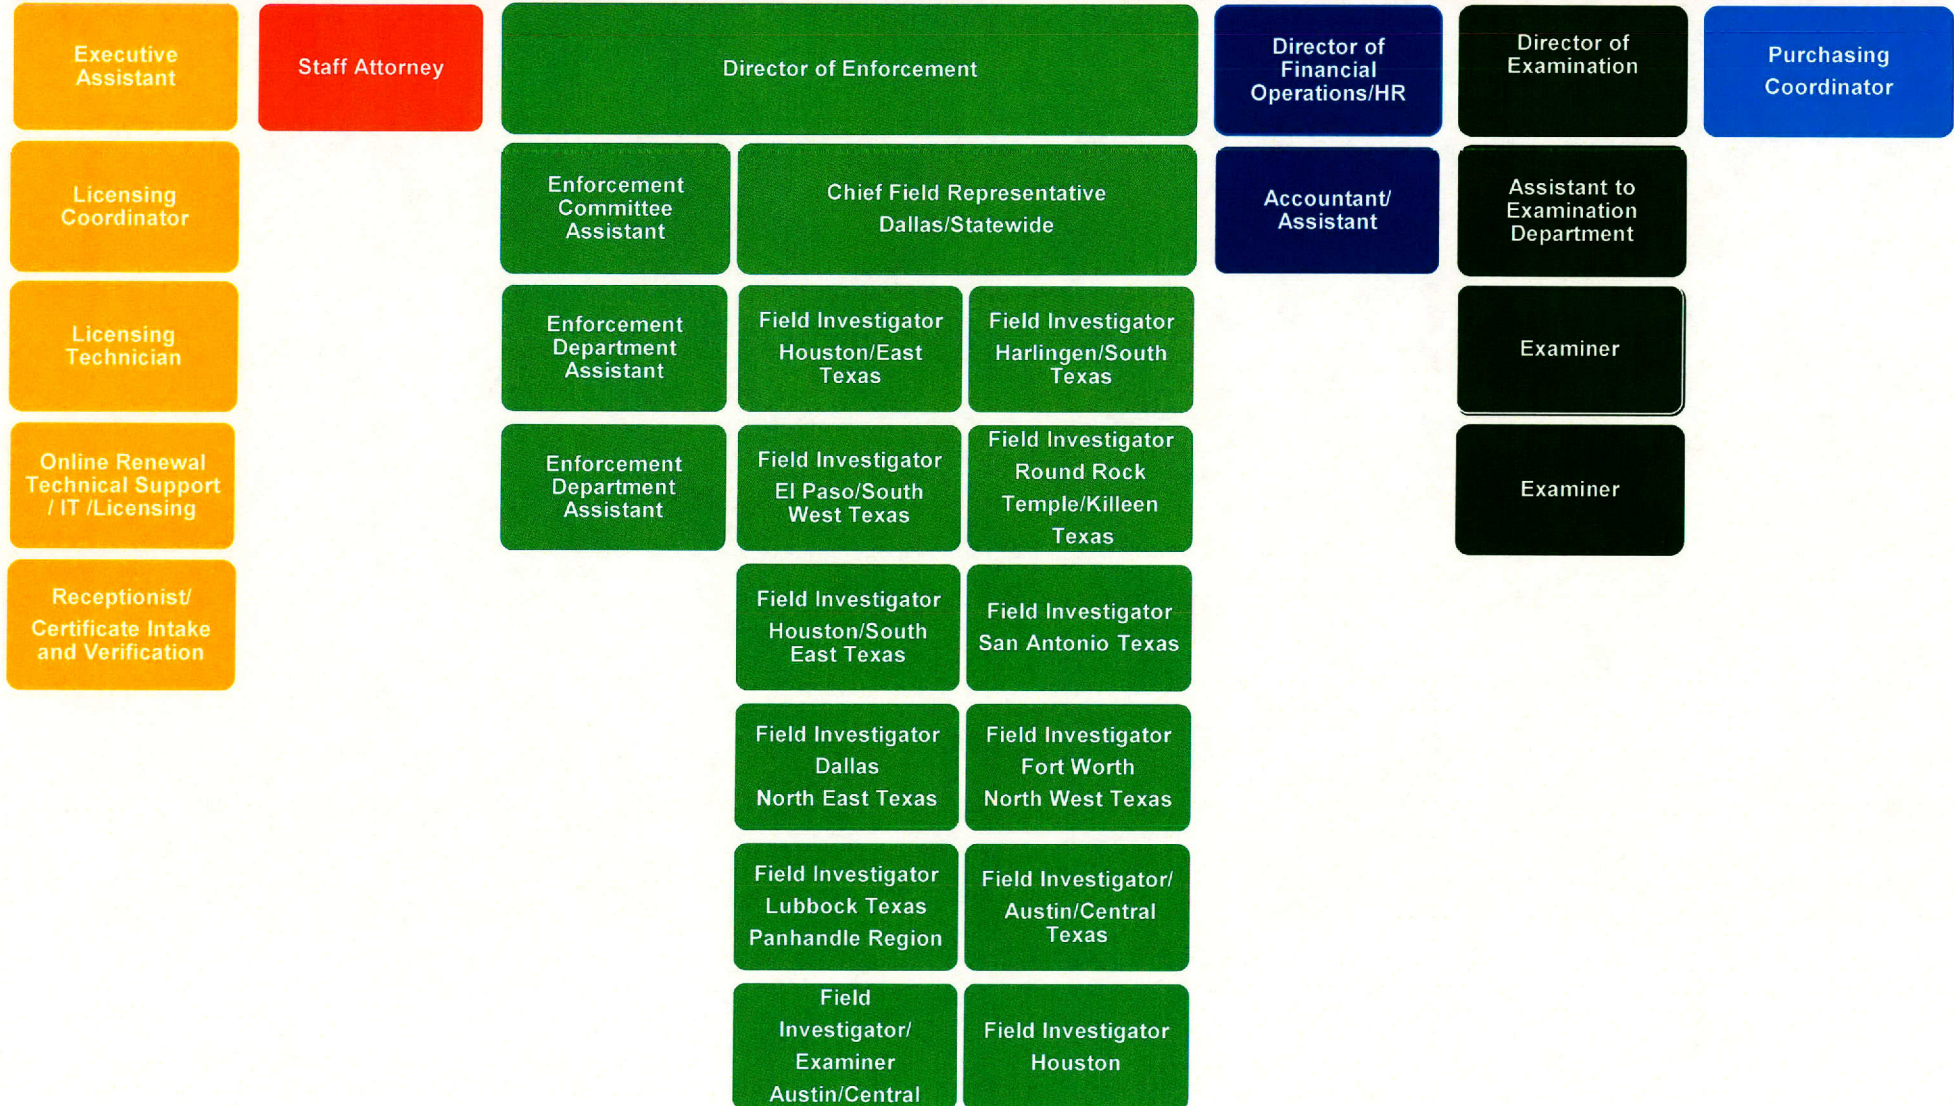 Executive
Assistant
Staff Attorney
Director of Enforcement
Director of
Financial
Operations/HR
Director of
Examination
Purchasing
Coordinator
Licensing
Coordinator
Enforcement
Committee
Assistant
Chief Field Representative
Dallas/Statewide
Accountant/
Assistant
Assistant to
Examination
Department
Licensing
Technician
Enforcement
Department
Assistant
Field Investigator
Houston/East
Texas
Field Investigator
Harlingen/South
Texas
Examiner
Online Renewal
Technical Support
/ IT /Licensing
Enforcement
Department
Assistant
Field Investigator
El Paso/South
West Texas
Field Investigator
Round Rock
Temple/Killeen
Texas
Examiner
Receptionist/
Certificate Intake
and Verification
Field Investigator
Houston/South
East Texas
Field Investigator
San Antonio Texas
Field Investigator
Dallas
North East Texas
Field Investigator
Fort Worth
North West Texas
Field Investigator
Lubbock Texas
Panhandle Region
Field Investigator/
Austin/Central
Texas
Field
Investigator/
Examiner
Austin/Central
Field Investigator
Houston